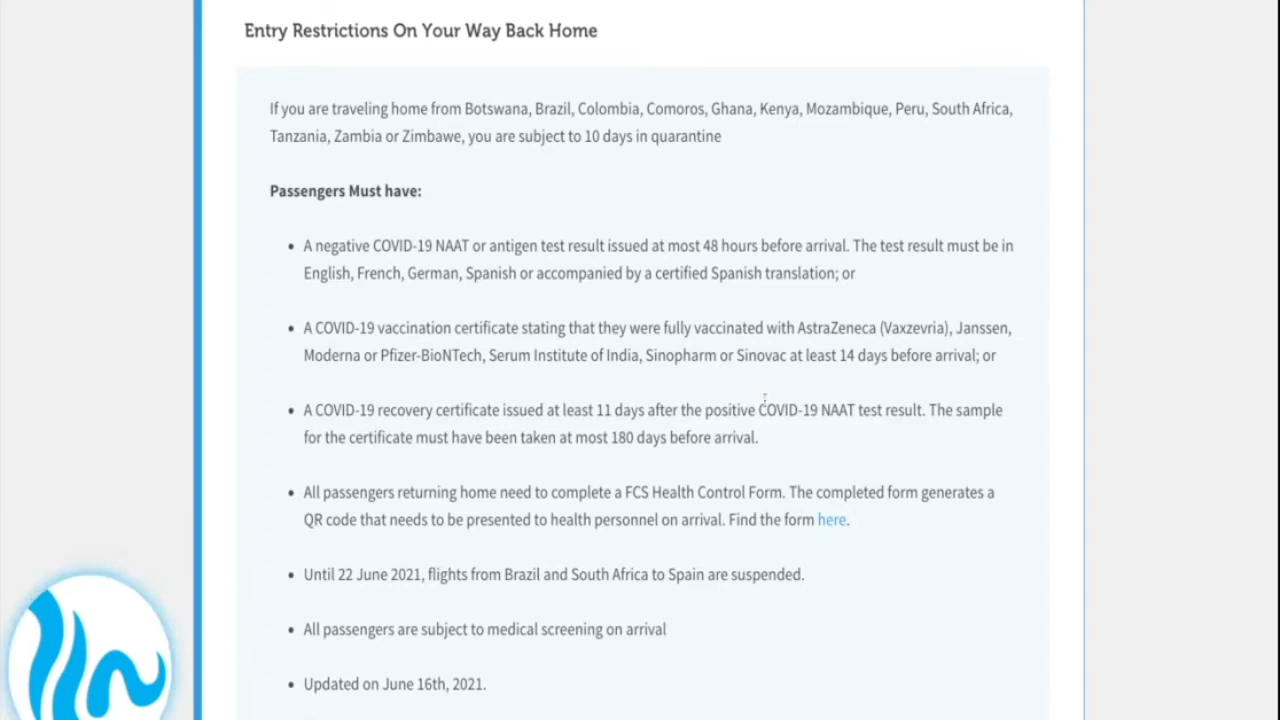 Entry Restrictions On Your Way Back Home
If you are traveling home from Botswana, Brazil, Colombia, Comoros, Ghana, Kenya, Mozambique, Peru, South Africa,
Tanzania, Zambia or Zimbawe, you are subject to 10 days in quarantine
Passengers Must have:
• A negative COVID-19 NAAT or antigen test result issued at most 48 hours before arrival. The test result must be in
English, French, German, Spanish or accompanied by a certified Spanish translation; or
• A COVID-19 vaccination certificate stating that they were fully vaccinated with AstraZeneca (Vaxzevria), Janssen,
Moderna or Pfizer-BioNTech, Serum Institute of India, Sinopharm or Sinovac at least 14 days before arrival; or
• A COVID-19 recovery certificate issued at least 11 days after the positive COVID-19 NAAT test result. The sample
for the certificate must have been taken at most 180 days before arrival.
• All passengers returning home need to complete a FCS Health Control Form. The completed form generates a
QR code that needs to be presented to health personnel on arrival. Find the form here.
• Until 22 June 2021, flights from Brazil and South Africa to Spain are suspended.
• All passengers are subject to medical screening on arrival
• Updated on June 16th, 2021.